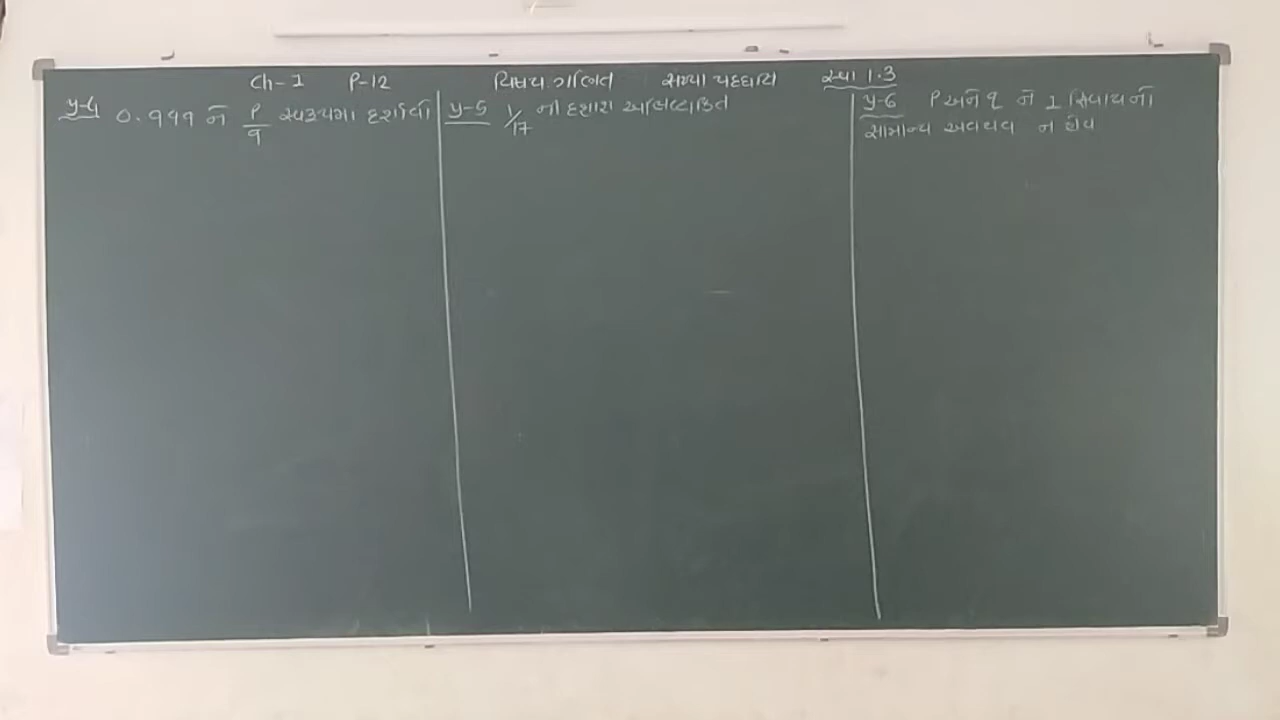 Ch-1 P-12 વિષય ગણિત સંખ્યા પદ્ધતિ સ્વા 1.3
પ્ર-4 0.999 ને P/q સ્વરૂપમા દર્શાવો
પ્ર-5 1/17 ની દશાશ અભિવ્યકિત
પ્ર-6 P અને q ને 1 સિવાયના
સામાન્ય અવયવ ન હોય